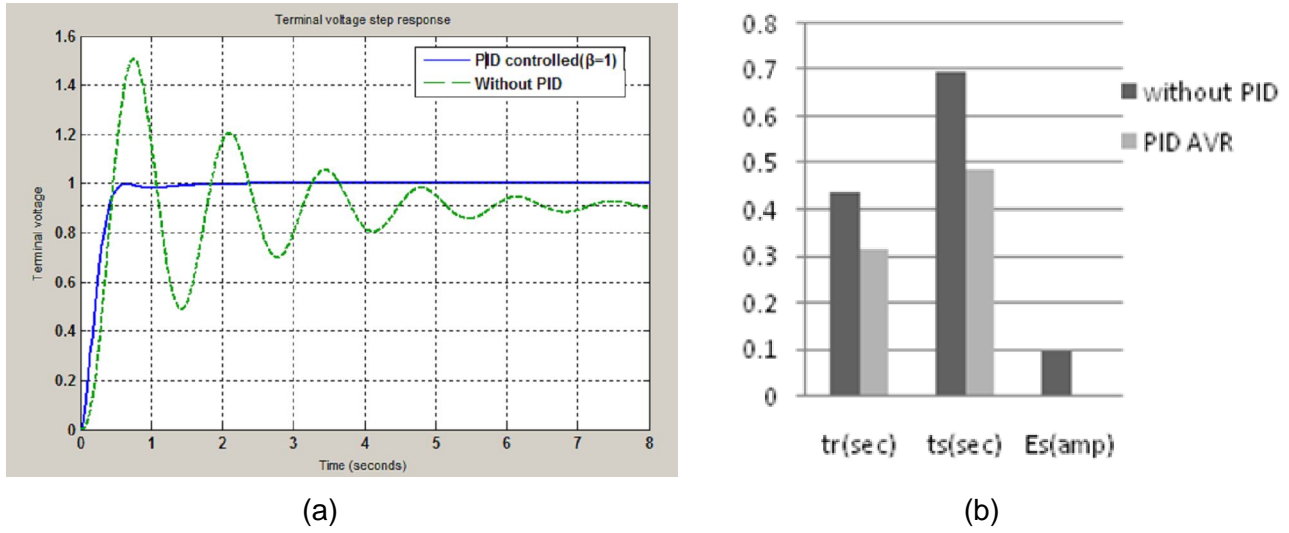 Terminal voltage step response
1.6
1.4
1.2
1
0.8
0.6
0.4
0.2
0
Terminal voltage
PID controlled(β=1)
Without PID
0 1 2 3 4 5 6 7 8
Time (seconds)
(a)
0.8
0.7
0.6
0.5
0.4
0.3
0.2
0.1
0
without PID
PID AVR
tr(sec) ts(sec) Es(amp)
(b)